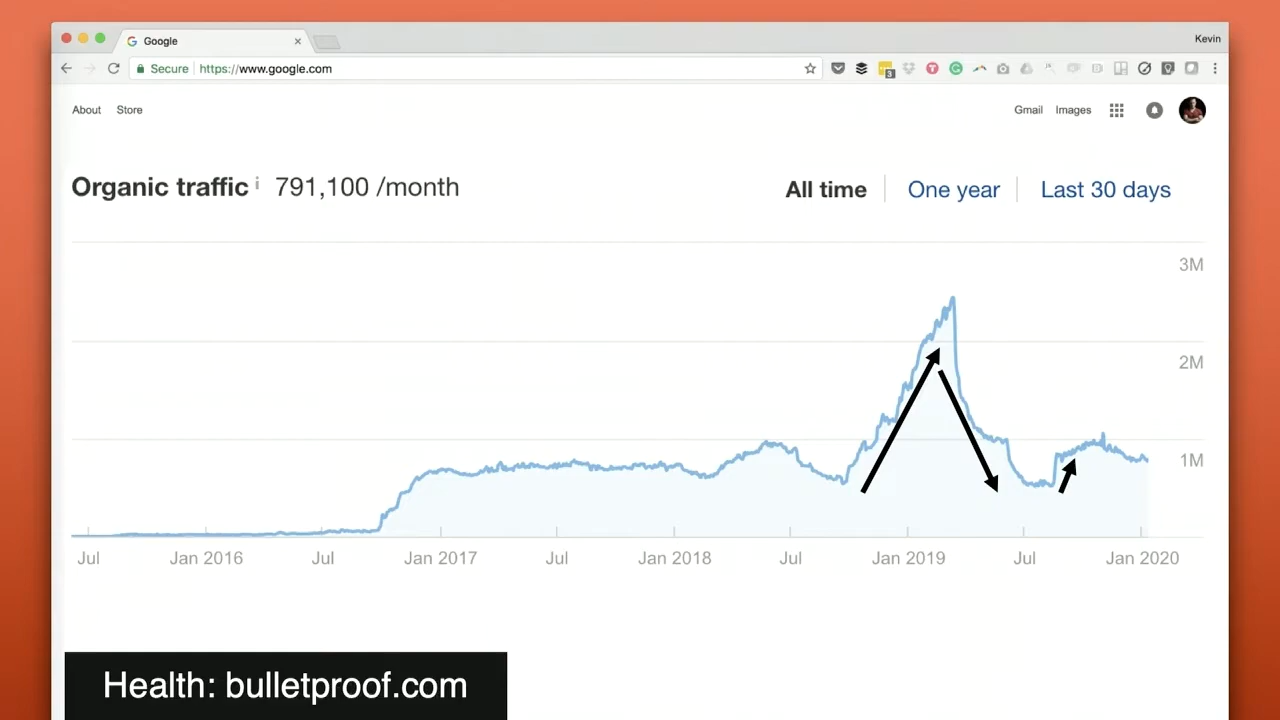 Google
Kevin
Secure
https://www.google.com
3
About Store
Gmail Images
Organic traffic i 791,100 /month
All time One year Last 30 days
3M
2M
1M
Jul Jan 2016 Jul Jan 2017 Jul Jan 2018 Jul Jan 2019 Jul Jan 2020
Health: bulletproof.com